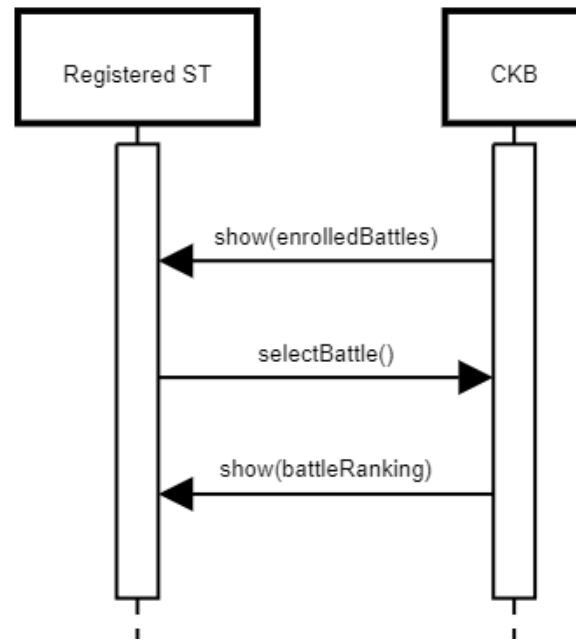 Registered ST
CKB
show(enrolledBattles)
selectBattle()
show(battleRanking)